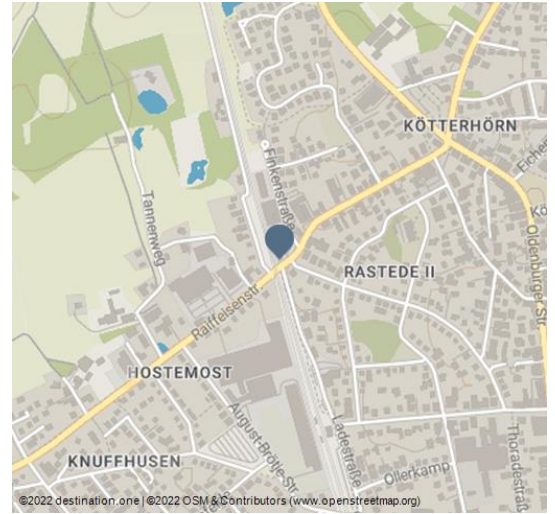 KÖTTERHÖRN
Finkenstraße
Tannenweg
Oldenburger Str.
RASTEDE II
Raiffeisenstr.
HOSTEMOST
August-Brötje-Str.
Ladestraße
KNUFFHUSEN
Ollerkamp
Thoradestraß
©2022 destination.one | ©2022 OSM & Contributors (www.openstreetmap.org)